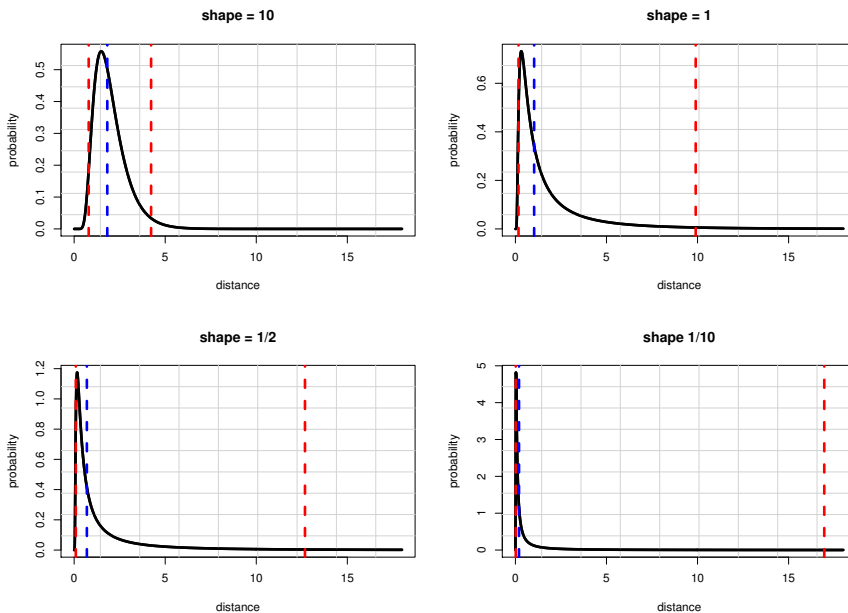 shape = 10
probability
0.0 0.1 0.2 0.3 0.4 0.5
0 5 10 15
distance
shape = 1
probability
0.0 0.2 0.4 0.6
0 5 10 15
distance
shape = 1/2
probability
0.0 0.2 0.4 0.6 0.8 1.0 1.2
0 5 10 15
distance
shape 1/10
probability
0 1 2 3 4 5
0 5 10 15
distance